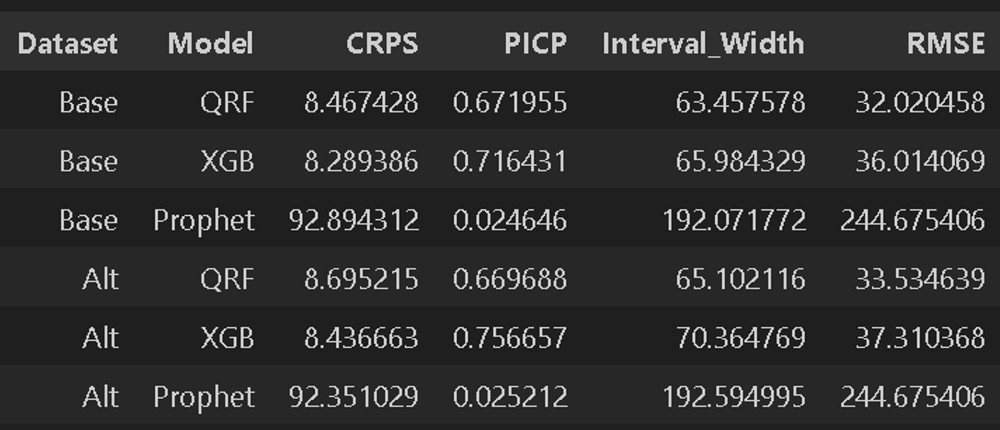 Dataset Model CRPS PICP Interval_Width RMSE
Base QRF 8.467428 0.671955 63.457578 32.020458
Base XGB 8.289386 0.716431 65.984329 36.014069
Base Prophet 92.894312 0.024646 192.071772 244.675406
Alt QRF 8.695215 0.669688 65.102116 33.534639
Alt XGB 8.436663 0.756657 70.364769 37.310368
Alt Prophet 92.351029 0.025212 192.594995 244.675406